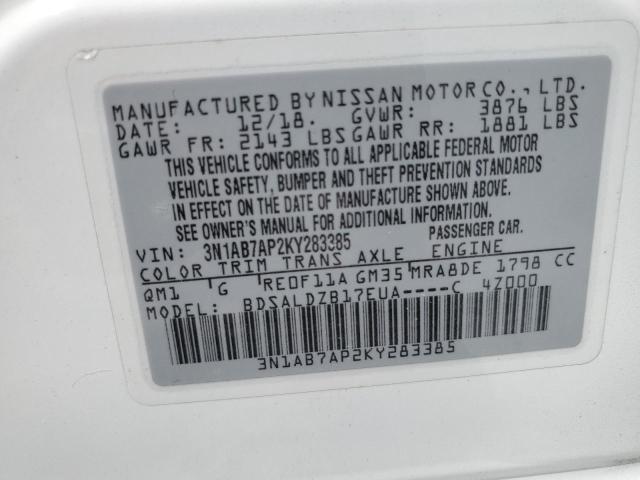 MANUFACTURED BY NISSAN MOTOR CO., LTD.
DATE: 12/18. GVWR: 3876 LBS
GAWR FR: 2143 LBS GAWR RR: 1881 LBS
THIS VEHICLE CONFORMS TO ALL APPLICABLE FEDERAL MOTOR
VEHICLE SAFETY, BUMPER AND THEFT PREVENTION STANDARDS
IN EFFECT ON THE DATE OF MANUFACTURE SHOWN ABOVE.
SEE OWNER'S MANUAL FOR ADDITIONAL INFORMATION.
VIN: 3N1AB7AP2KY283385 PASSENGER CAR.
COLOR TRIM TRANS AXLE ENGINE
QM1 G RE0F11A GM35 MRA8DE 1798 CC
MODEL: BDSALDZB17EUA----C 4Z000
3N1AB7AP2KY283385